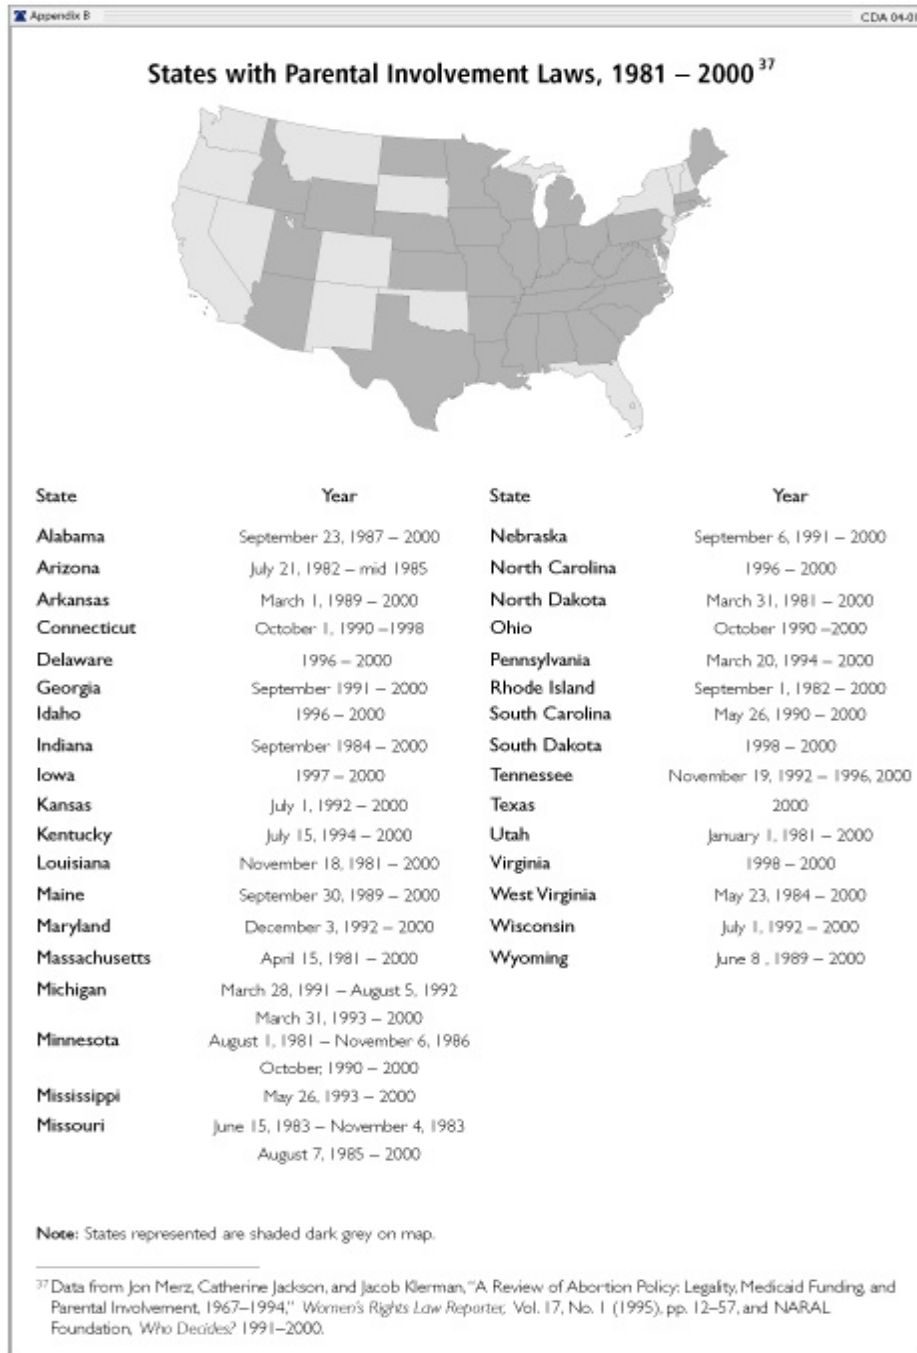 Appendix B CDA 04-01
States with Parental Involvement Laws, 1981 – 2000 37
State Year State Year
Alabama September 23, 1987 – 2000 Nebraska September 6, 1991 – 2000
Arizona July 21, 1982 – mid 1985 North Carolina 1996 – 2000
Arkansas March 1, 1989 – 2000 North Dakota March 31, 1981 – 2000
Connecticut October 1, 1990 –1998 Ohio October 1990 –2000
Delaware 1996 – 2000 Pennsylvania March 20, 1994 – 2000
Georgia September 1991 – 2000 Rhode Island September 1, 1982 – 2000
Idaho 1996 – 2000 South Carolina May 26, 1990 – 2000
Indiana September 1984 – 2000 South Dakota 1998 – 2000
Iowa 1997 – 2000 Tennessee November 19, 1992 – 1996, 2000
Kansas July 1, 1992 – 2000 Texas 2000
Kentucky July 15, 1994 – 2000 Utah January 1, 1981 – 2000
Louisiana November 18, 1981 – 2000 Virginia 1998 – 2000
Maine September 30, 1989 – 2000 West Virginia May 23, 1984 – 2000
Maryland December 3, 1992 – 2000 Wisconsin July 1, 1992 – 2000
Massachusetts April 15, 1981 – 2000 Wyoming June 8 , 1989 – 2000
Michigan March 28, 1991 – August 5, 1992
March 31, 1993 – 2000
Minnesota August 1, 1981 – November 6, 1986
October, 1990 – 2000
Mississippi May 26, 1993 – 2000
Missouri June 15, 1983 – November 4, 1983
August 7, 1985 – 2000
Note: States represented are shaded dark grey on map.
37 Data from Jon Merz, Catherine Jackson, and Jacob Klerman, "A Review of Abortion Policy: Legality, Medicaid Funding, and
Parental Involvement, 1967–1994," Women's Rights Law Reporter, Vol. 17, No. 1 (1995), pp. 12–57, and NARAL
Foundation, Who Decides? 1991–2000.